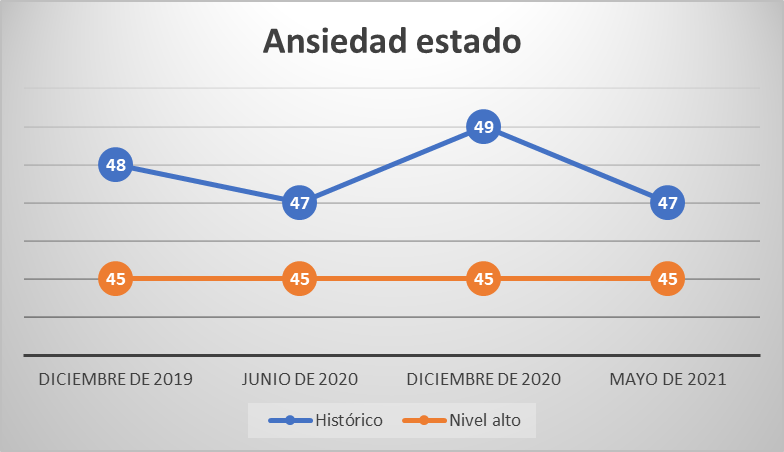 Ansiedad estado
49
48
47
47
45
45
45
45
DICIEMBRE DE 2019
JUNIO DE 2020
DICIEMBRE DE 2020
MAYO DE 2021
Histórico
Nivel alto